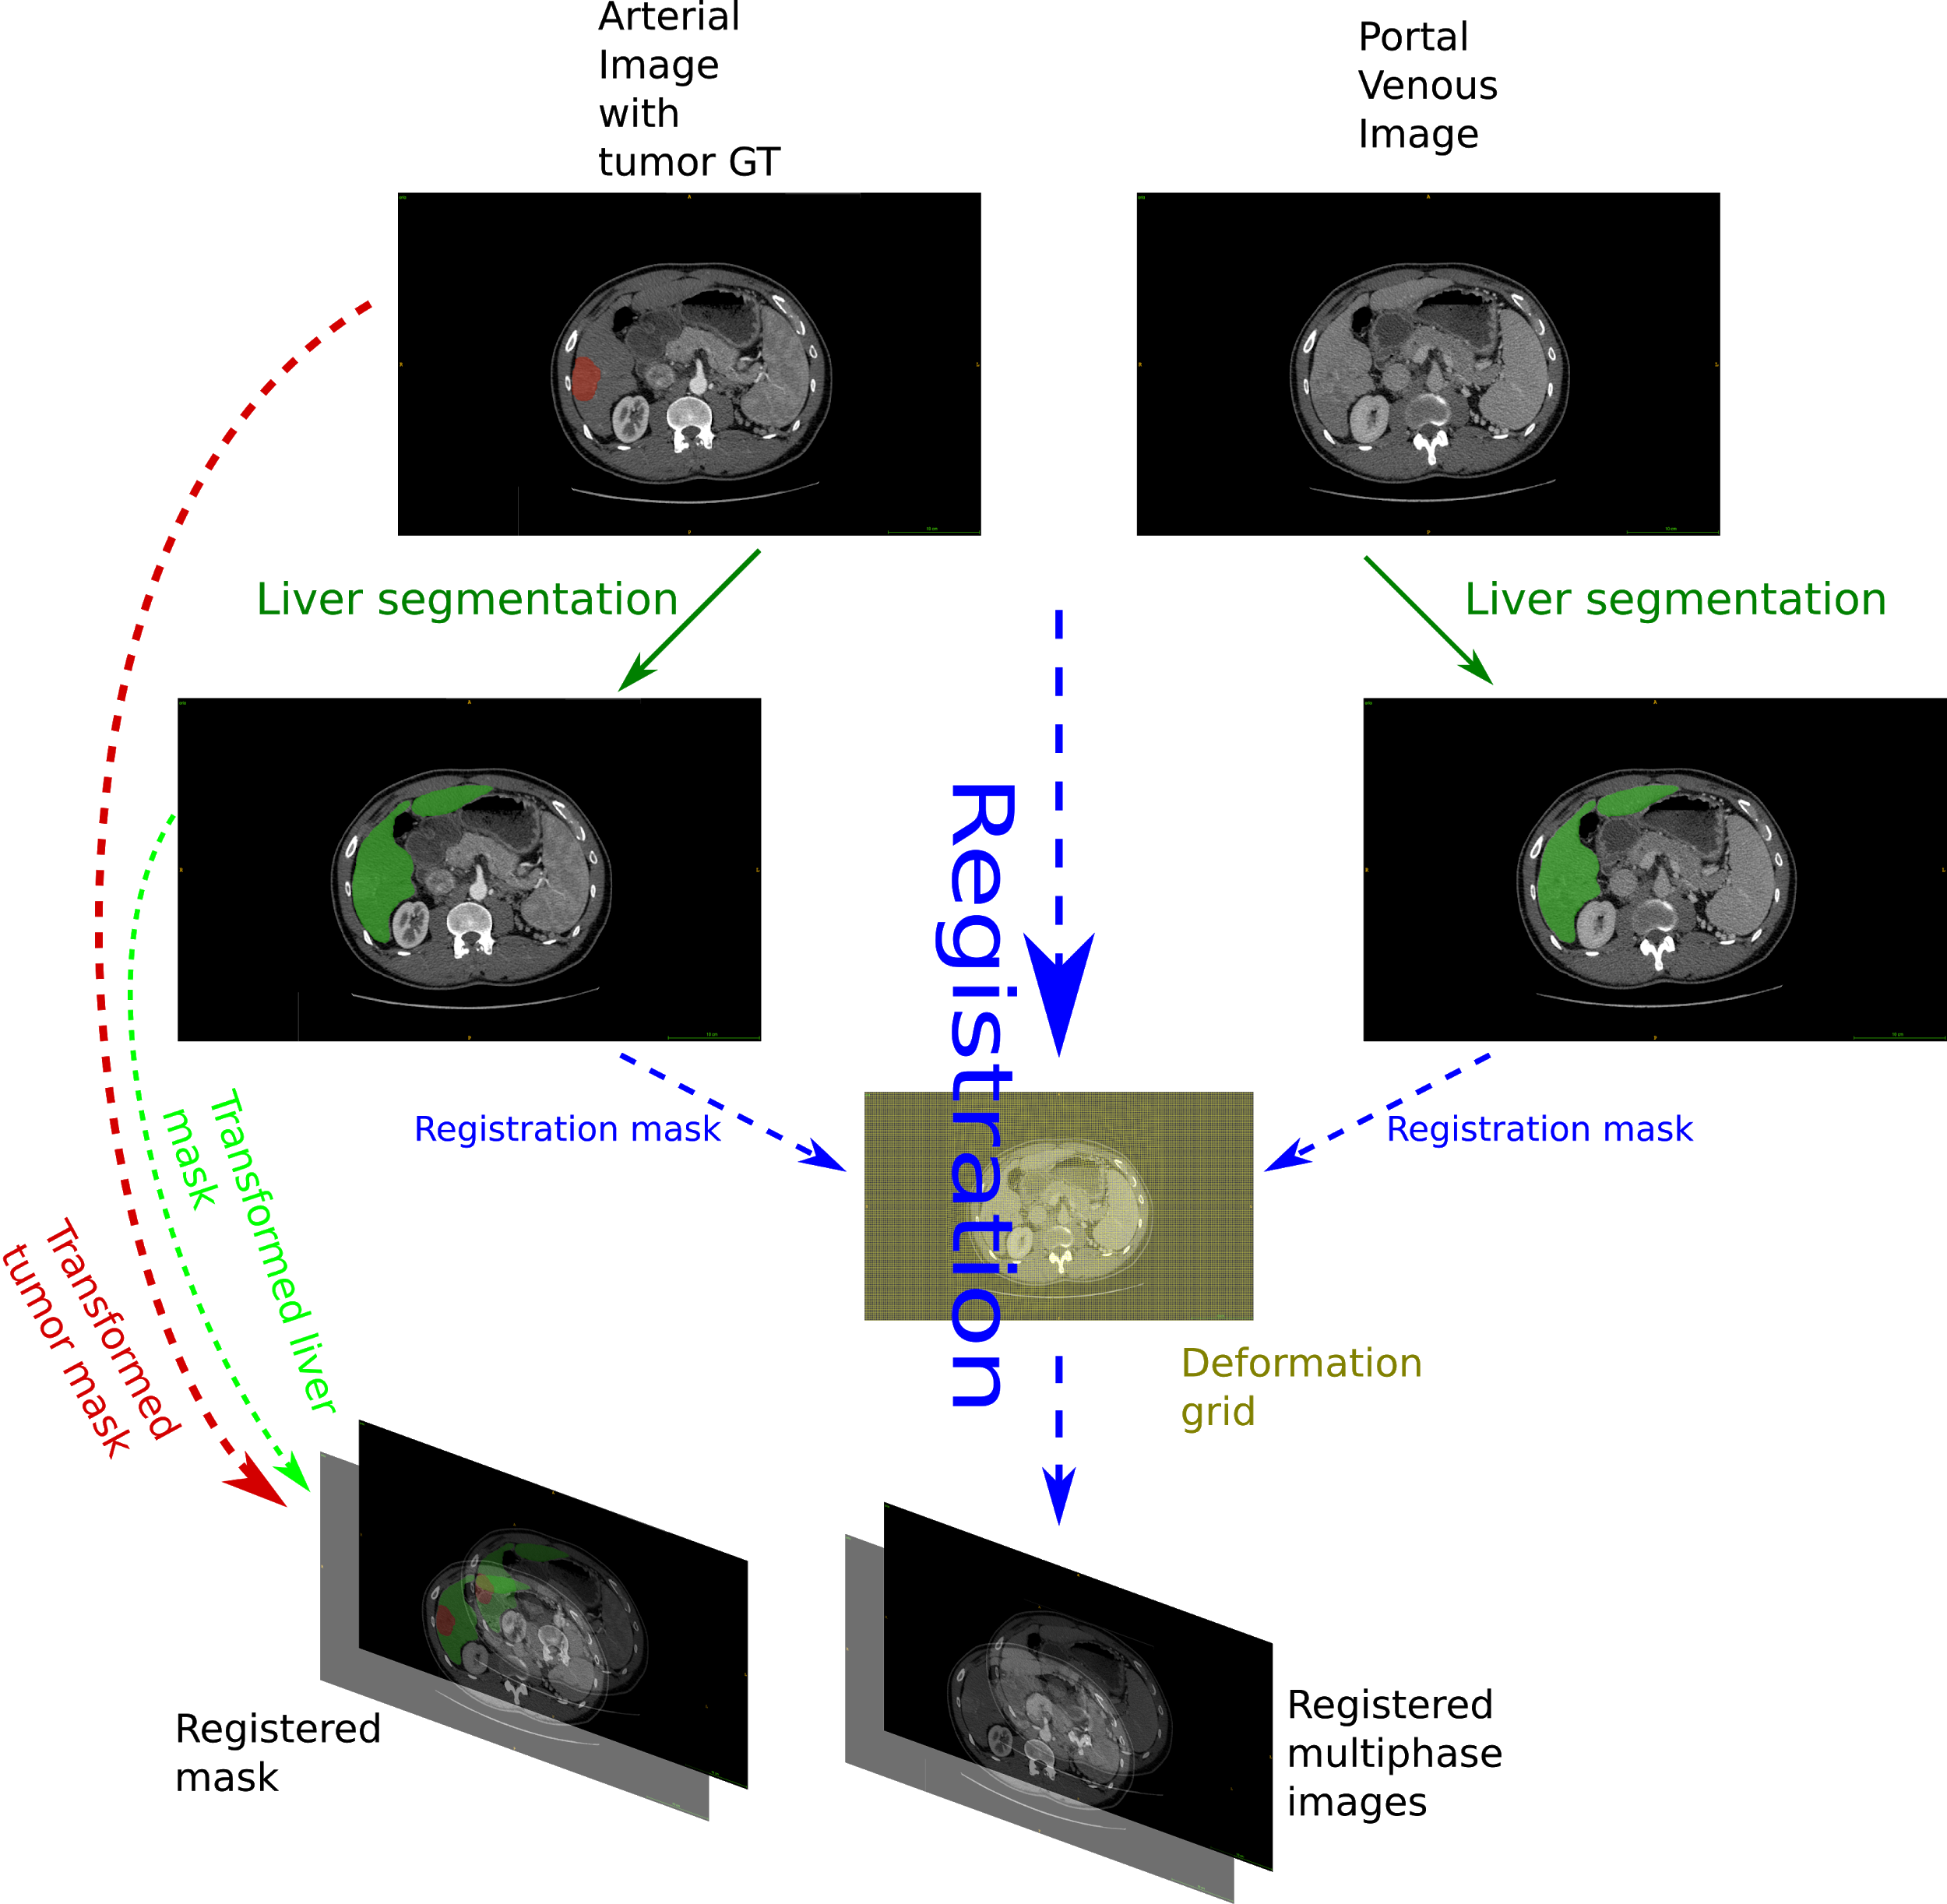 Arterial
Image
with
tumor GT
Portal
Venous
Image
Liver segmentation
Liver segmentation
Registration
Registration mask
Registration mask
Transformed liver
mask
Transformed
tumor mask
Deformation
grid
Registered
mask
Registered
multiphase
images